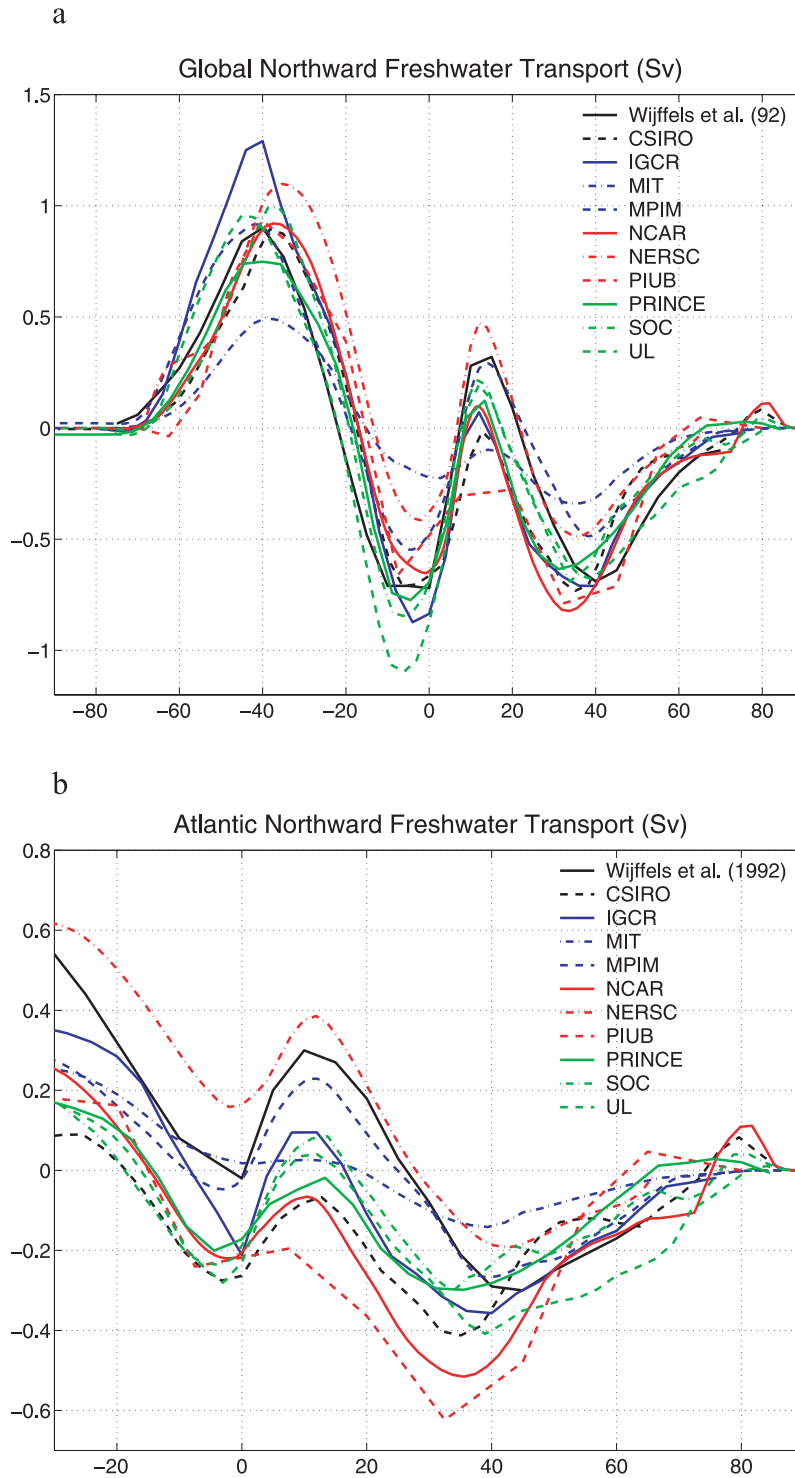 a
Global Northward Freshwater Transport (Sv)
1.5
1
0.5
0
−0.5
−1
−80 −60 −40 −20 0 20 40 60 80
Wijffels et al. (92)
CSIRO
IGCR
MIT
MPIM
NCAR
NERSC
PIUB
PRINCE
SOC
UL
b
Atlantic Northward Freshwater Transport (Sv)
0.8
0.6
0.4
0.2
0
−0.2
−0.4
−0.6
−20 0 20 40 60 80
Wijffels et al. (1992)
CSIRO
IGCR
MIT
MPIM
NCAR
NERSC
PIUB
PRINCE
SOC
UL